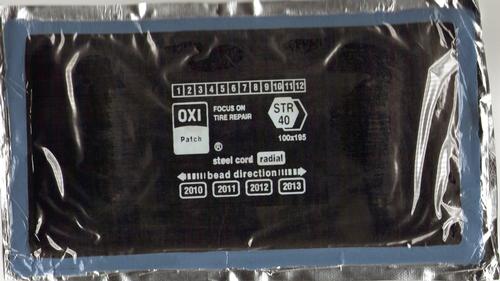 1 2 3 4 5 6 7 8 9 10 11 12
OXI
Patch
®
FOCUS ON
TIRE REPAIR
STR
40
100x195
steel cord radial
bead direction
2010 2011 2012 2013